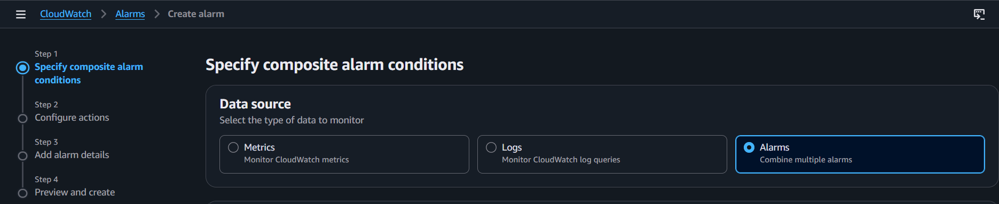 CloudWatch > Alarms > Create alarm
Step 1
Specify composite alarm
conditions
Step 2
Configure actions
Step 3
Add alarm details
Step 4
Preview and create
Specify composite alarm conditions
Data source
Select the type of data to monitor
Metrics
Monitor CloudWatch metrics
Logs
Monitor CloudWatch log queries
Alarms
Combine multiple alarms